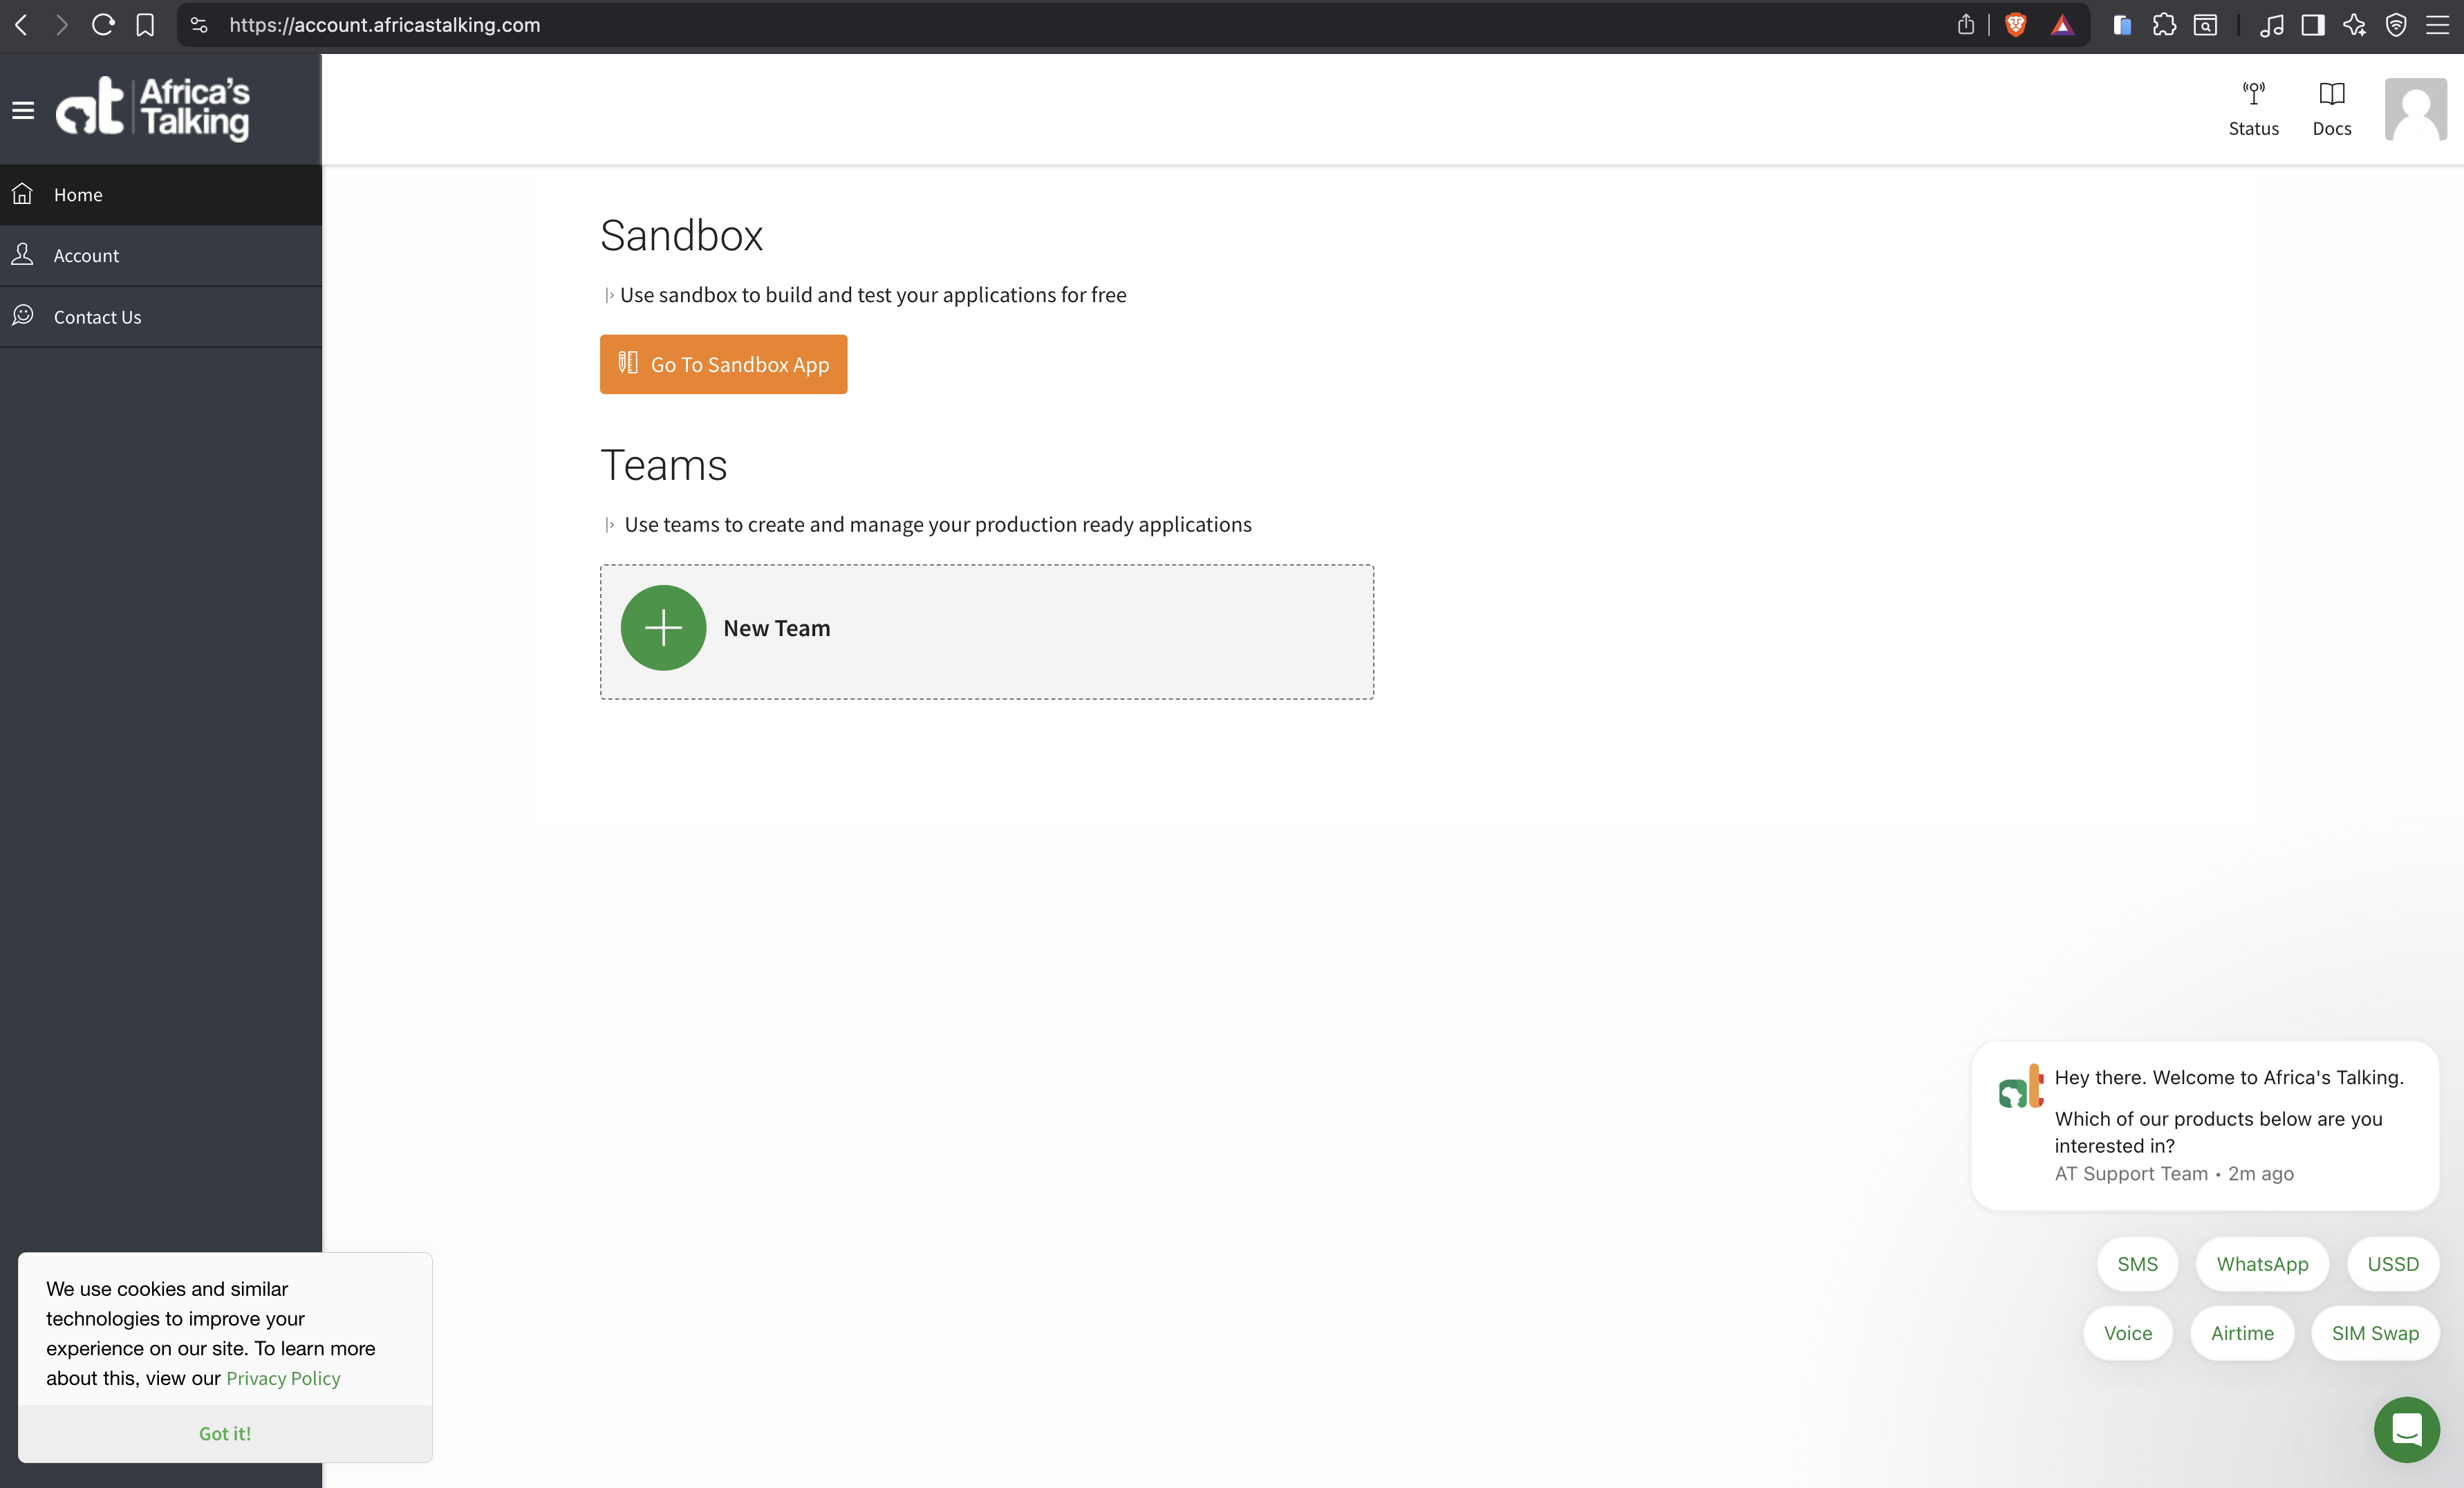 https://account.africastalking.com
at
Africa's
Talking
Status
Docs
Home
Account
Contact Us
Sandbox
Use sandbox to build and test your applications for free
Go To Sandbox App
Teams
Use teams to create and manage your production ready applications
New Team
at
Hey there. Welcome to Africa's Talking.
Which of our products below are you
interested in?
AT Support Team • 2m ago
SMS
WhatsApp
USSD
Voice
Airtime
SIM Swap
We use cookies and similar
technologies to improve your
experience on our site. To learn more
about this, view our Privacy Policy
Got it!